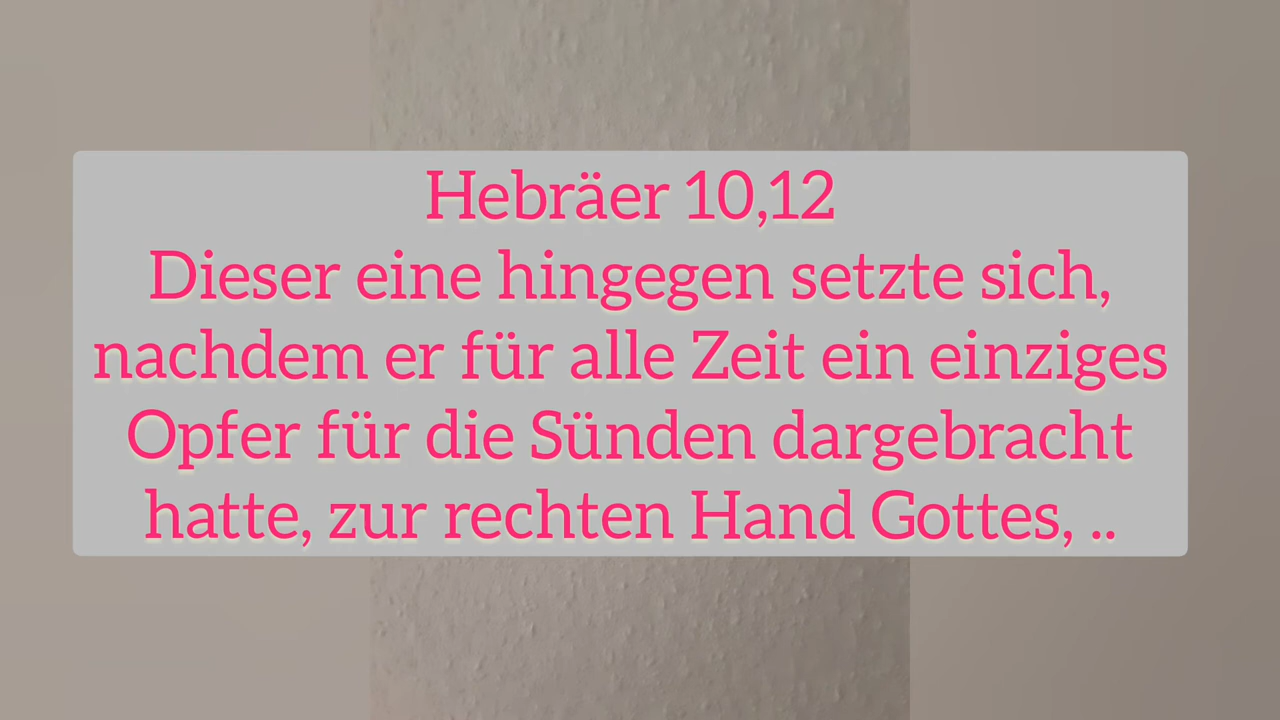 Hebräer 10,12
Dieser eine hingegen setzte sich,
nachdem er für alle Zeit ein einziges
Opfer für die Sünden dargebracht
hatte, zur rechten Hand Gottes, ..